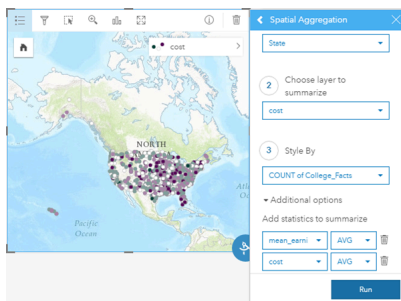 cost
NORTH
Pacific
Ocean
Spatial Aggregation
State
2 Choose layer to
summarize
cost
3 Style By
COUNT of College_Facts
Additional options
Add statistics to summarize
mean_earni AVG
cost AVG
Run